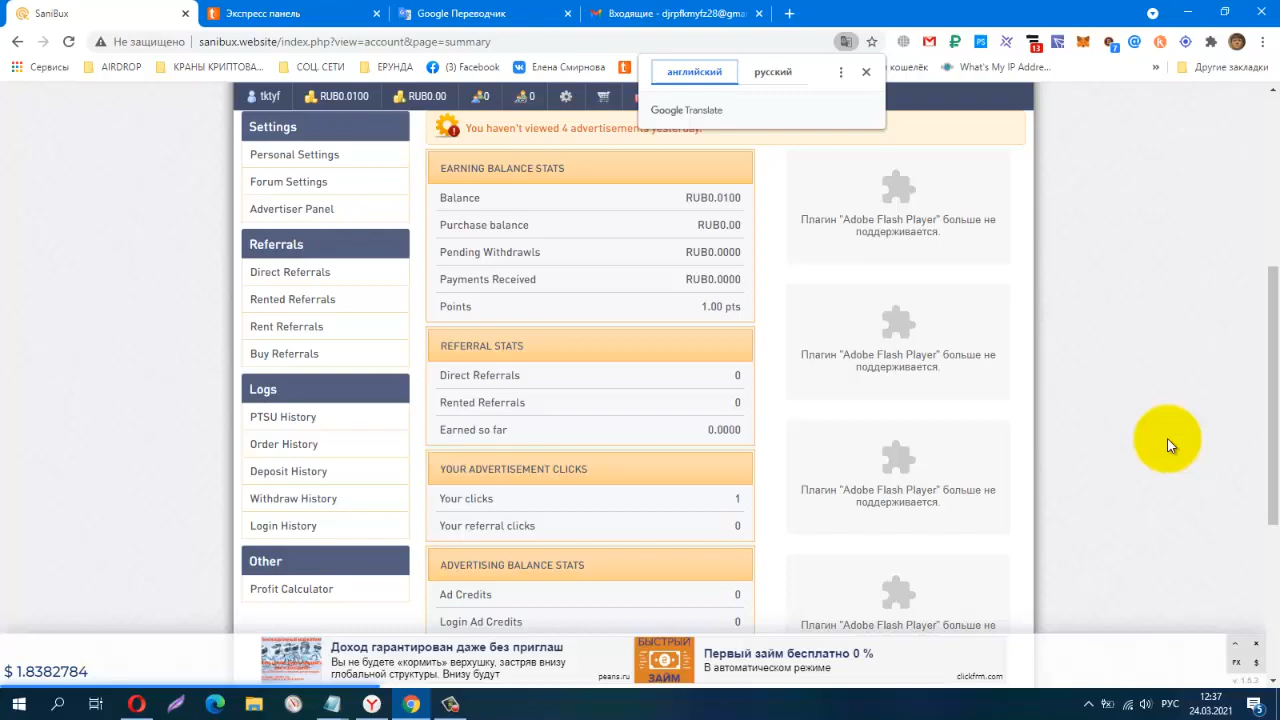 SaniBux
Экспресс панель
Google Переводчик
Входящие - djrpfkmyfz28@gmai
Не защищено
sanibux.website/index.php?view=account&page=summary
13
7
Сервисы
AIRDROP
КРАНЫ КРИПТОВА...
СОЦ. СЕТИ
ЕРУНДА
(3) Facebook
Елена Смирнова
кошелёк
What's My IP Addre...
»
Другие закладки
английский
русский
Google Translate
tktyf
RUB0.0100
RUB0.00
0
0
You haven't viewed 4 advertisements yesterday.
Settings
Personal Settings
Forum Settings
Advertiser Panel
Referrals
Direct Referrals
Rented Referrals
Rent Referrals
Buy Referrals
Logs
PTSU History
Order History
Deposit History
Withdraw History
Login History
Other
Profit Calculator
EARNING BALANCE STATS
Balance RUB0.0100
Purchase balance RUB0.00
Pending Withdrawls RUB0.0000
Payments Received RUB0.0000
Points 1.00 pts
REFERRAL STATS
Direct Referrals 0
Rented Referrals 0
Earned so far 0.0000
YOUR ADVERTISEMENT CLICKS
Your clicks 1
Your referral clicks 0
ADVERTISING BALANCE STATS
Ad Credits 0
Login Ad Credits 0
Плагин "Adobe Flash Player" больше не
поддерживается.
Плагин "Adobe Flash Player" больше не
поддерживается.
Плагин "Adobe Flash Player" больше не
поддерживается.
Плагин "Adobe Flash Player" больше не
поддерживается.
$ 1.8382784
Доход гарантирован даже без приглаш
Вы не будете «кормить» верхушку, застряв внизу
глобальной структуры. Внизу будут
peans.ru
БЫСТРЫЙ
ЗАЙМ
Первый займ бесплатно 0 %
В автоматическом режиме
clickfrm.com
PX $
v. 1.5.3
РУС
12:37
24.03.2021
5